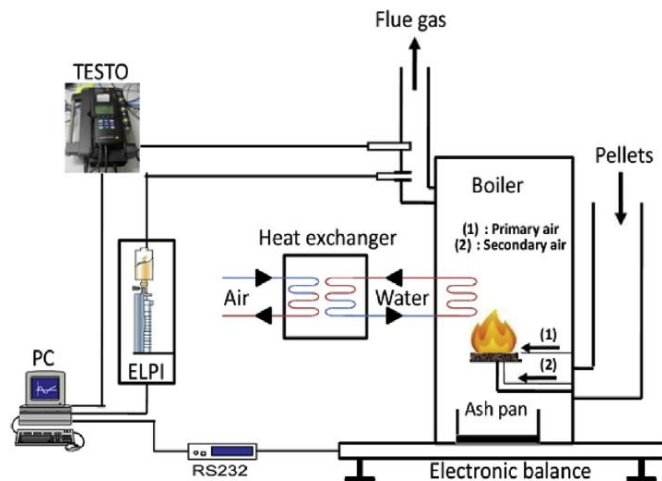 Flue gas
TESTO
Pellets
Boiler
(1) : Primary air
(2) : Secondary air
Heat exchanger
Air
Water
(1)
(2)
PC
ELPI
Ash pan
RS232
Electronic balance